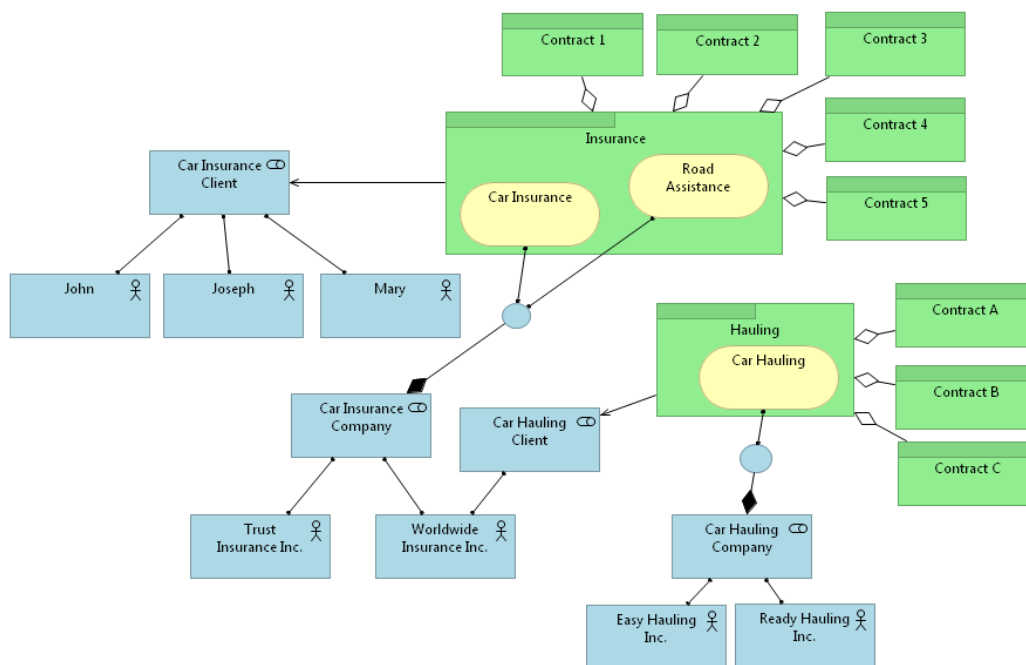 Contract 1
Contract 2
Contract 3
Insurance
Contract 4
Car Insurance
Client
Road
Assistance
Car Insurance
Contract 5
John
Joseph
Mary
Contract A
Hauling
Car Hauling
Contract B
Car Insurance
Company
Car Hauling
Client
Contract C
Trust
Insurance Inc.
Worldwide
Insurance Inc.
Car Hauling
Company
Easy Hauling
Inc.
Ready Hauling
Inc.